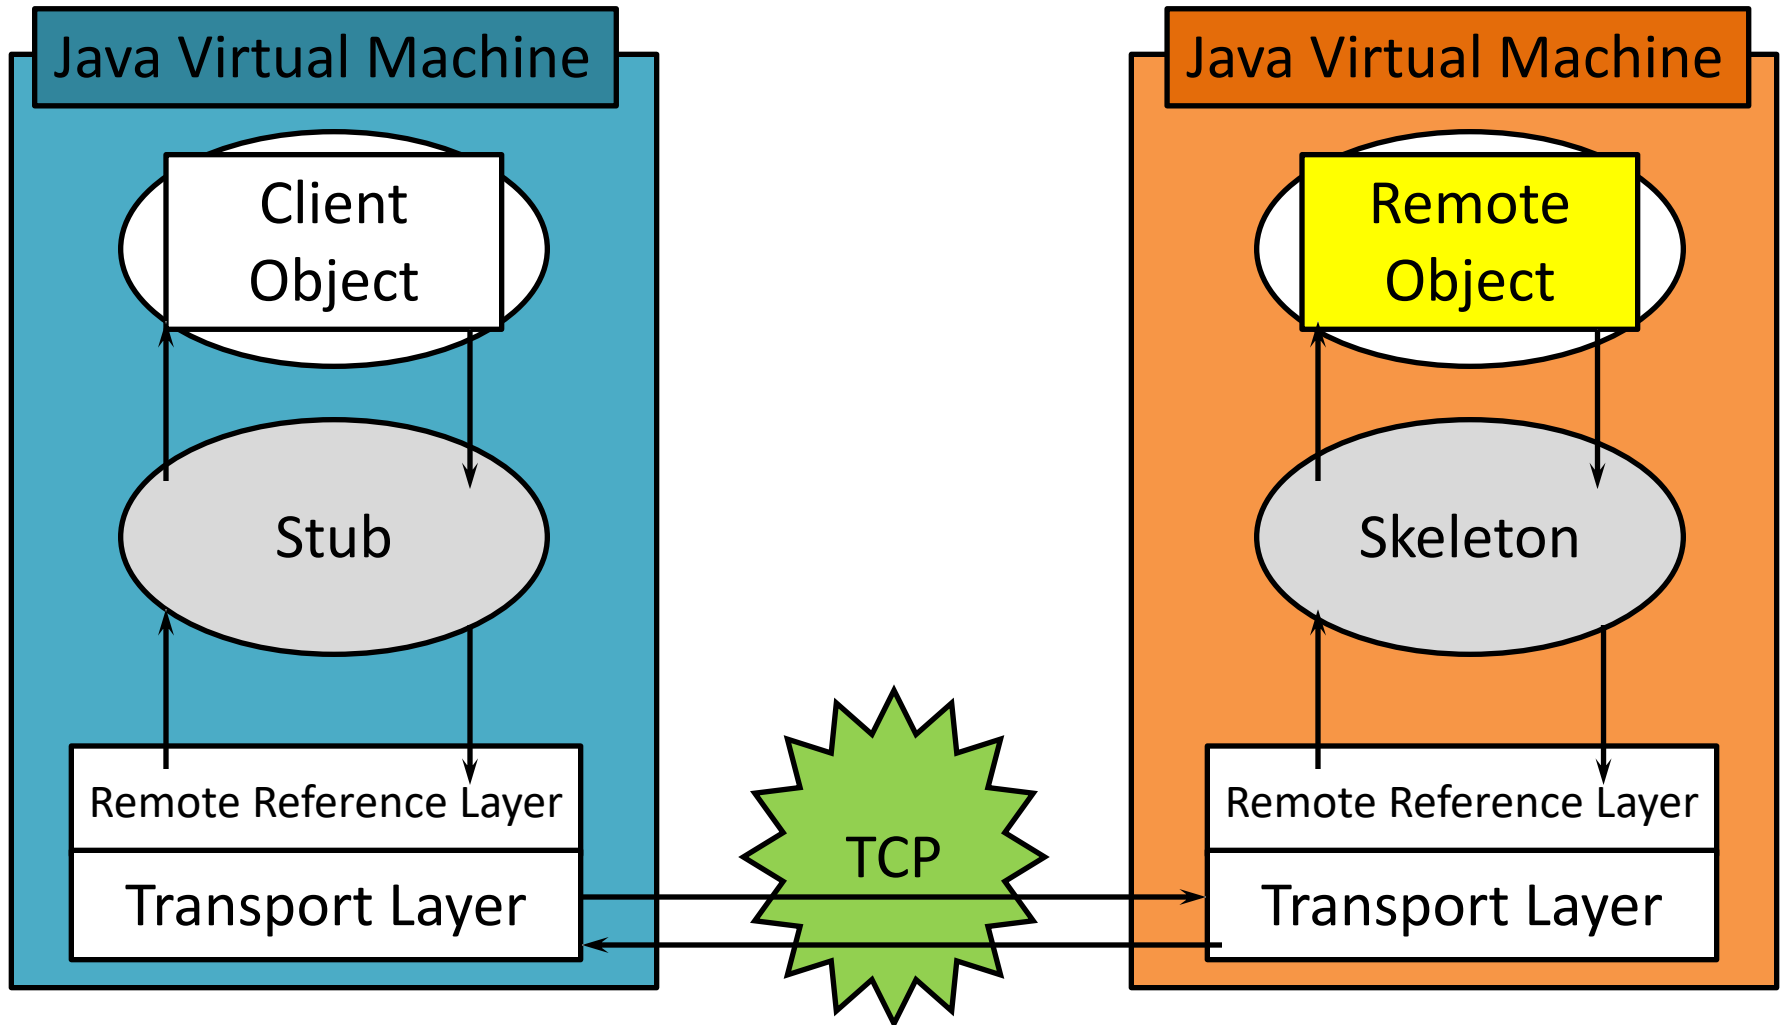 Java Virtual Machine
Client
Object
Stub
Remote Reference Layer
Transport Layer
TCP
Java Virtual Machine
Remote
Object
Skeleton
Remote Reference Layer
Transport Layer